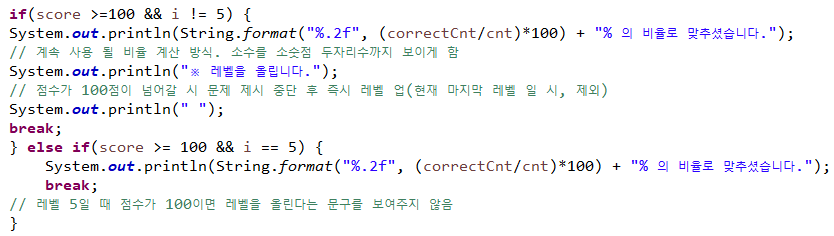 if(score >=100 && i != 5) {
System.out.println(String.format("%.2f", (correctCnt/cnt)*100) + "% 의 비율로 맞추셨습니다.");
// 계속 사용 될 비율 계산 방식. 소수를 소숫점 두자리수까지 보이게 함
System.out.println("※ 레벨을 올립니다.");
// 점수가 100점이 넘어갈 시 문제 제시 중단 후 즉시 레벨 업(현재 마지막 레벨 일 시, 제외)
System.out.println(" ");
break;
} else if(score >= 100 && i == 5) {
    System.out.println(String.format("%.2f", (correctCnt/cnt)*100) + "% 의 비율로 맞추셨습니다.");
    break;
// 레벨 5일 때 점수가 100이면 레벨을 올린다는 문구를 보여주지 않음
}